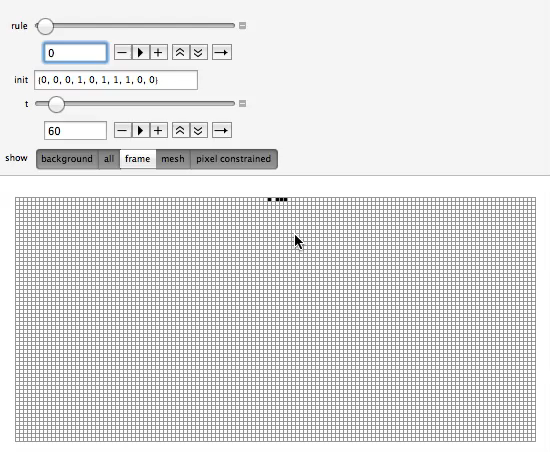 rule
0
init {0, 0, 0, 1, 0, 1, 1, 1, 0, 0}
t
60
show background all frame mesh pixel constrained